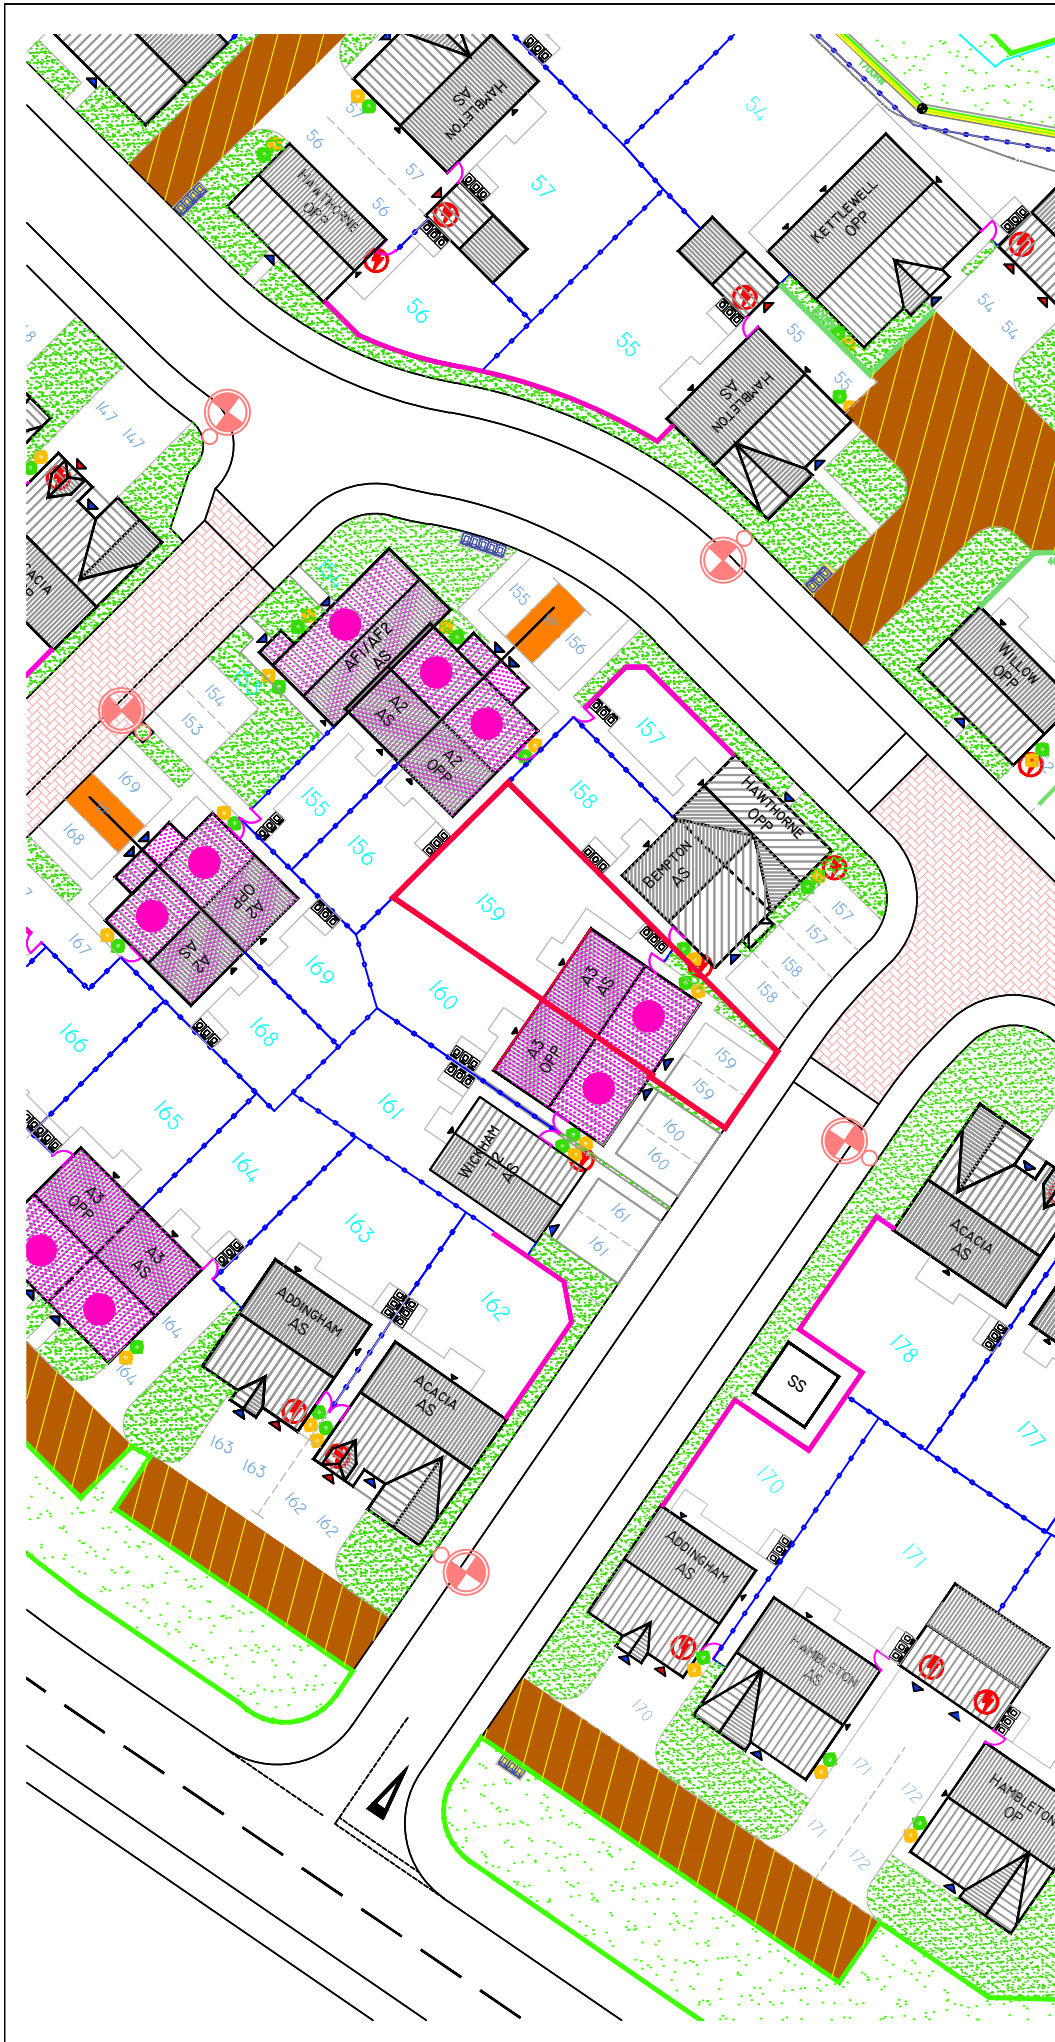 HAMBLETON
AS
54
1700mm
57
56
57
56
57
HAWTHORNE
OPP
KETTLEWELL
OPP
54
54
56
55
55
55
HAMBLETON
AS
147
147
ACACIA
WILLOW
OPP
155
156
AF1/AF2
AS
A2
AS
A2
OPP
154
153
157
158
HAWTHORNE
OPP
BEMPTON
AS
169
168
155
156
159
157
157
158
158
A2
OPP
A2
AS
167
169
168
160
A3
AS
A3
OPP
159
159
160
160
166
165
164
161
WICKHAM
T2
AS
161
161
163
162
A3
OPP
A3
AS
164
164
ADDINGHAM
AS
ACACIA
AS
163
163
162
162
ACACIA
AS
178
SS
177
170
171
ADDINGHAM
AS
HAMBLETON
AS
170
171
171
172
172
HAMBLETON
OP